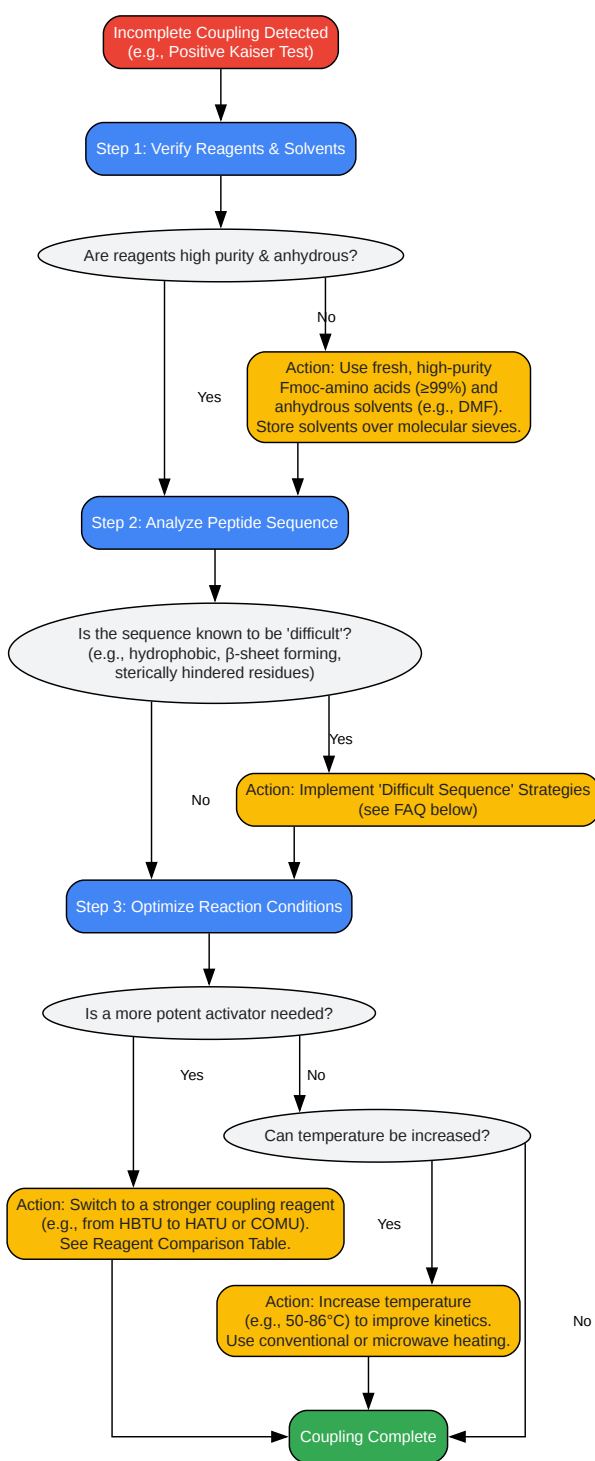 Incomplete Coupling Detected
(e.g., Positive Kaiser Test)
Step 1: Verify Reagents & Solvents
Are reagents high purity & anhydrous?
No
Action: Use fresh, high-purity
Fmoc-amino acids (≥99%) and
anhydrous solvents (e.g., DMF).
Store solvents over molecular sieves.
Yes
Step 2: Analyze Peptide Sequence
Is the sequence known to be 'difficult'?
(e.g., hydrophobic, β-sheet forming,
sterically hindered residues)
Yes
Action: Implement 'Difficult Sequence' Strategies
(see FAQ below)
No
Step 3: Optimize Reaction Conditions
Is a more potent activator needed?
Yes
No
Can temperature be increased?
Action: Switch to a stronger coupling reagent
(e.g., from HBTU to HATU or COMU).
See Reagent Comparison Table.
Yes
Action: Increase temperature
(e.g., 50-86°C) to improve kinetics.
Use conventional or microwave heating.
No
Coupling Complete